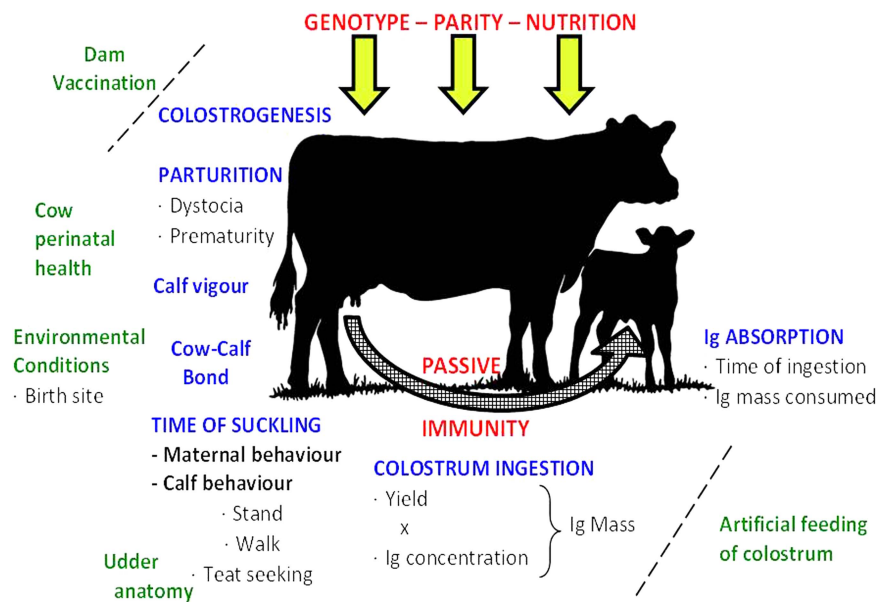 GENOTYPE – PARITY – NUTRITION
Dam
Vaccination
COLOSTROGENESIS
PARTURITION
· Dystocia
· Prematurity
Cow
perinatal
health
Calf vigour
Environmental
Conditions
· Birth site
Cow-Calf
Bond
PASSIVE
IMMUNITY
Ig ABSORPTION
· Time of ingestion
· Ig mass consumed
TIME OF SUCKLING
- Maternal behaviour
- Calf behaviour
· Stand
· Walk
· Teat seeking
Udder
anatomy
COLOSTRUM INGESTION
· Yield
x
· Ig concentration
Ig Mass
Artificial feeding
of colostrum